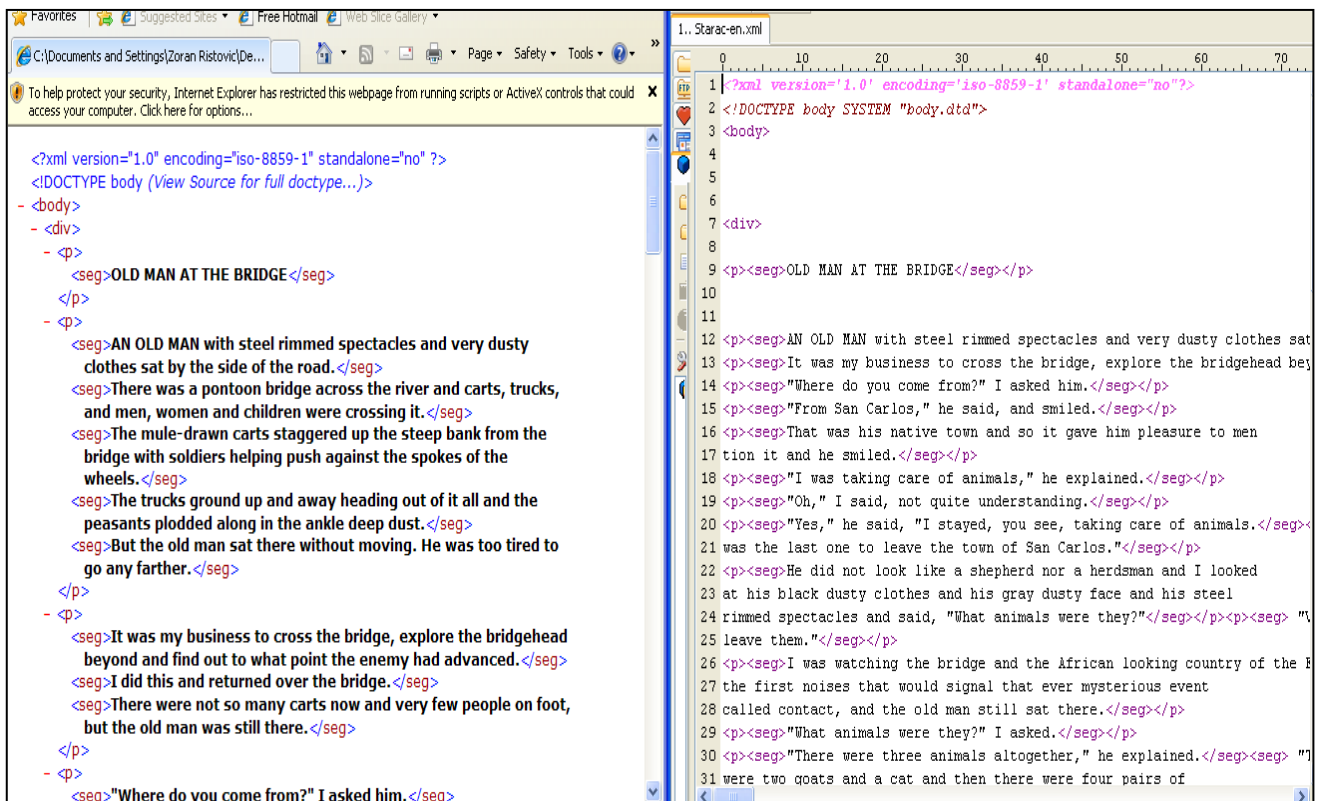 Favorites Suggested Sites Free Hotmail Web Slice Gallery
C:\Documents and Settings\Zoran Ristovic\De... Page Safety Tools »
To help protect your security, Internet Explorer has restricted this webpage from running scripts or ActiveX controls that could
access your computer. Click here for options...
<?xml version="1.0" encoding="iso-8859-1" standalone="no" ?>
<!DOCTYPE body (View Source for full doctype...)>
- <body>
- <div>
- <p>
<seg>OLD MAN AT THE BRIDGE</seg>
</p>
- <p>
<seg>AN OLD MAN with steel rimmed spectacles and very dusty
clothes sat by the side of the road.</seg>
<seg>There was a pontoon bridge across the river and carts, trucks,
and men, women and children were crossing it.</seg>
<seg>The mule-drawn carts staggered up the steep bank from the
bridge with soldiers helping push against the spokes of the
wheels.</seg>
<seg>The trucks ground up and away heading out of it all and the
peasants plodded along in the ankle deep dust.</seg>
<seg>But the old man sat there without moving. He was too tired to
go any farther.</seg>
</p>
- <p>
<seg>It was my business to cross the bridge, explore the bridgehead
beyond and find out to what point the enemy had advanced.</seg>
<seg>I did this and returned over the bridge.</seg>
<seg>There were not so many carts now and very few people on foot,
but the old man was still there.</seg>
</p>
- <p>
<seg>"Where do you come from?" I asked him.</seg>
1.. Starac-en.xml
0 10 20 30 40 50 60 70
FTP
1 <?xml version='1.0' encoding='iso-8859-1' standalone="no"?>
2 <!DOCTYPE body SYSTEM "body.dtd">
3 <body>
4
5
6
7 <div>
8
9 <p><seg>OLD MAN AT THE BRIDGE</seg></p>
10
11
12 <p><seg>AN OLD MAN with steel rimmed spectacles and very dusty clothes sat
13 <p><seg>It was my business to cross the bridge, explore the bridgehead bey
14 <p><seg>"Where do you come from?" I asked him.</seg></p>
15 <p><seg>"From San Carlos," he said, and smiled.</seg></p>
16 <p><seg>That was his native town and so it gave him pleasure to men
17 tion it and he smiled.</seg></p>
18 <p><seg>"I was taking care of animals," he explained.</seg></p>
19 <p><seg>"Oh," I said, not quite understanding.</seg></p>
20 <p><seg>"Yes," he said, "I stayed, you see, taking care of animals.</seg><
21 was the last one to leave the town of San Carlos."</seg></p>
22 <p><seg>He did not look like a shepherd nor a herdsman and I looked
23 at his black dusty clothes and his gray dusty face and his steel
24 rimmed spectacles and said, "What animals were they?"</seg></p><p><seg> "
25 leave them."</seg></p>
26 <p><seg>I was watching the bridge and the African looking country of the
27 the first noises that would signal that ever mysterious event
28 called contact, and the old man still sat there.</seg></p>
29 <p><seg>"What animals were they?" I asked.</seg></p>
30 <p><seg>"There were three animals altogether," he explained.</seg><seg> "
31 were two goats and a cat and then there were four pairs of